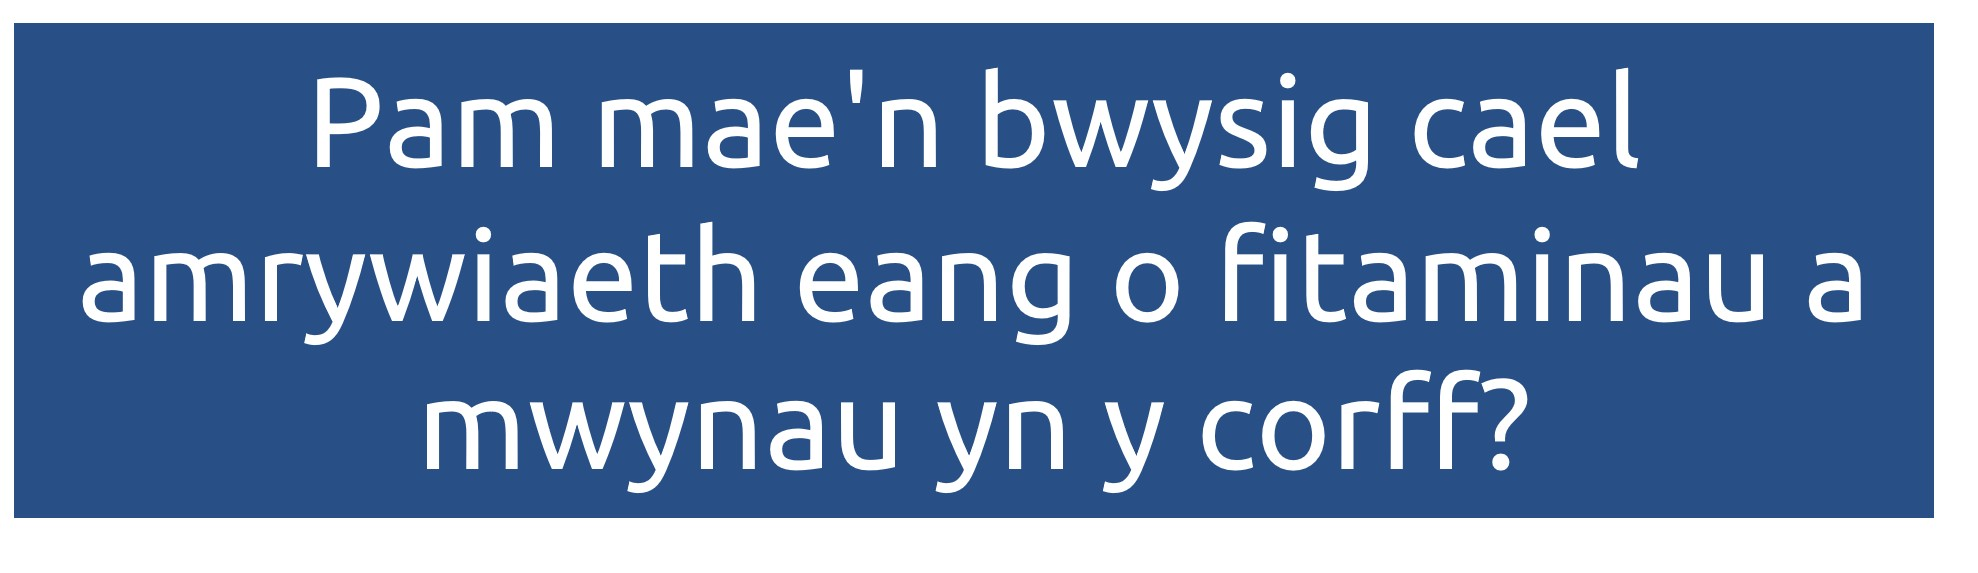 Pam mae'n bwysig cael
amrywiaeth eang o fitaminau a
mwynau yn y corff?